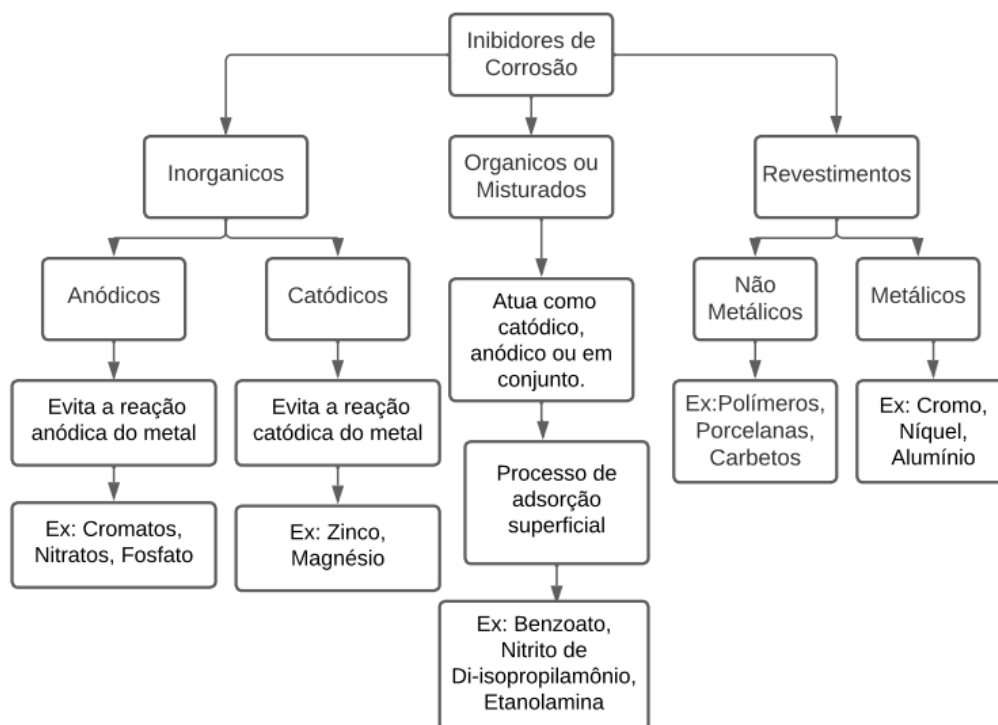 Inibidores de
Corrosão
Inorganicos
Organicos ou
Misturados
Revestimentos
Anódicos
Catódicos
Atua como
catódico,
anódico ou em
conjunto.
Não
Metálicos
Metálicos
Evita a reação
anódica do metal
Evita a reação
catódica do metal
Ex:Polímeros,
Porcelanas,
Carbetos
Ex: Cromo,
Níquel,
Alumínio
Processo de
adsorção
superficial
Ex: Cromatos,
Nitratos, Fosfato
Ex: Zinco,
Magnésio
Ex: Benzoato,
Nitrito de
Di-isopropilamônio,
Etanolamina